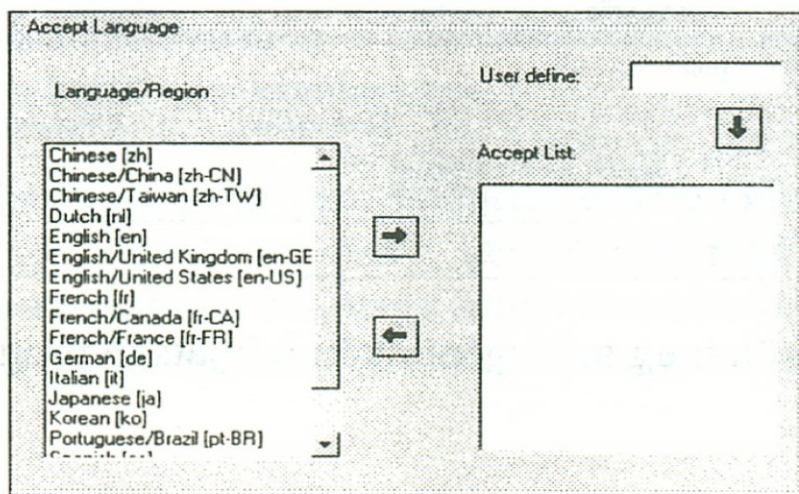 Accept Language
Language/Region
User define:
Accept List:
Chinese [zh]
Chinese/China [zh-CN]
Chinese/Taiwan [zh-TW]
Dutch [nl]
English [en]
English/United Kingdom [en-GE
English/United States [en-US]
French [fr]
French/Canada [fr-CA]
French/France [fr-FR]
German [de]
Italian [it]
Japanese [ja]
Korean [ko]
Portuguese/Brazil [pt-BR]